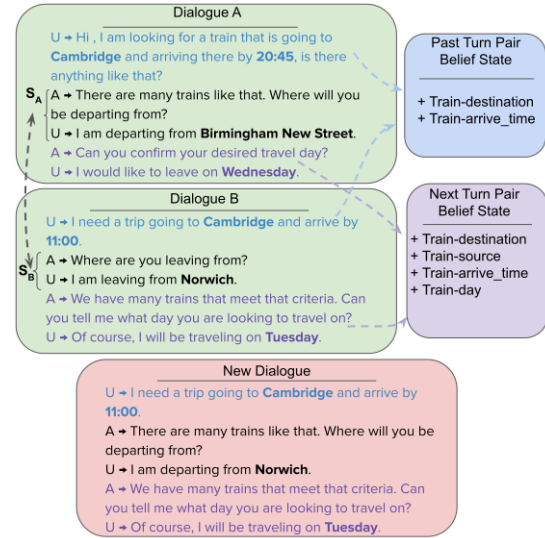 Dialogue A
U → Hi , I am looking for a train that is going to
Cambridge and arriving there by 20:45, is there
anything like that?
S_A
A → There are many trains like that. Where will you
be departing from?
U → I am departing from Birmingham New Street.
A → Can you confirm your desired travel day?
U → I would like to leave on Wednesday.
Dialogue B
U → I need a trip going to Cambridge and arrive by
11:00.
S_B
A → Where are you leaving from?
U → I am leaving from Norwich.
A → We have many trains that meet that criteria. Can
you tell me what day you are looking to travel on?
U → Of course, I will be traveling on Tuesday.
Past Turn Pair
Belief State
+ Train-destination
+ Train-arrive_time
Next Turn Pair
Belief State
+ Train-destination
+ Train-source
+ Train-arrive_time
+ Train-day
New Dialogue
U → I need a trip going to Cambridge and arrive by
11:00.
A → There are many trains like that. Where will you be
departing from?
U → I am departing from Norwich.
A → We have many trains that meet that criteria. Can
you tell me what day you are looking to travel on?
U → Of course, I will be traveling on Tuesday.